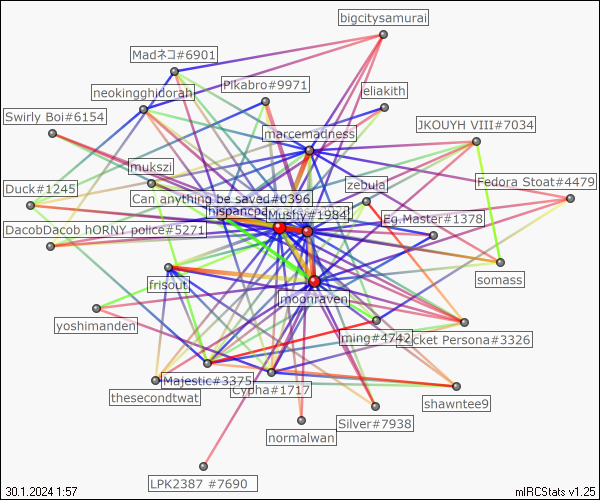 bigcitysamurai
Madネコ#6901
neokingghidorah
Pikabro#9971
eliakith
Swirly Boi#6154
marcemadness
JKOUYH VIII#7034
mukszi
zebula
Fedora Stoat#4479
Duck#1245
Can anything be saved#0396
hispancpa
Mushy#1984
Eg.Master#1378
DacobDacob hORNY police#5271
frisout
somass
moonraven
yoshimanden
ming#4742
cket Persona#3326
Majestic#3375
Cypha#1717
thesecondtwat
shawntee9
Silver#7938
normalwan
LPK2387 #7690
30.1.2024 1:57
mIRCStats v1.25